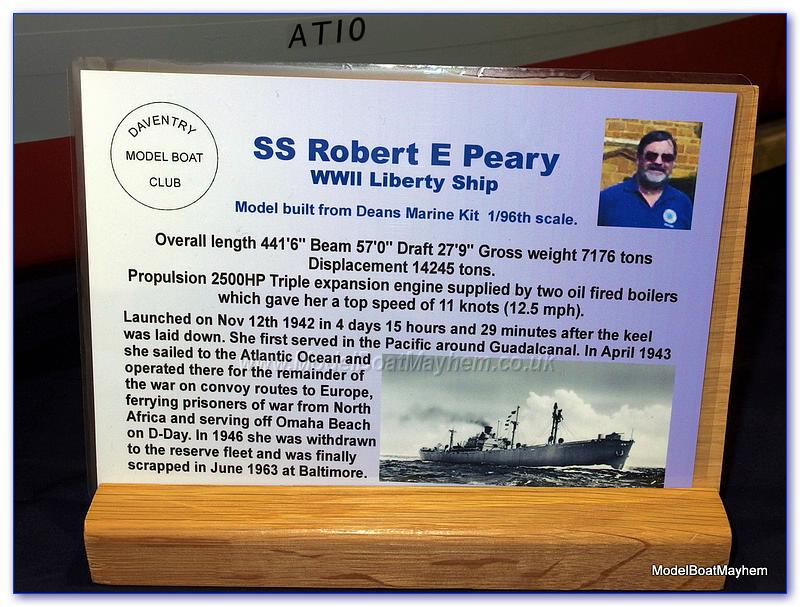 AT10
DAVENTRY
MODEL BOAT
CLUB
SS Robert E Peary
WWII Liberty Ship
Model built from Deans Marine Kit 1/96th scale.
Overall length 441'6" Beam 57'0" Draft 27'9" Gross weight 7176 tons
Displacement 14245 tons.
Propulsion 2500HP Triple expansion engine supplied by two oil fired boilers
which gave her a top speed of 11 knots (12.5 mph).
Launched on Nov 12th 1942 in 4 days 15 hours and 29 minutes after the keel
was laid down. She first served in the Pacific around Guadalcanal. In April 1943
she sailed to the Atlantic Ocean and
operated there for the remainder of
the war on convoy routes to Europe,
ferrying prisoners of war from North
Africa and serving off Omaha Beach
on D-Day. In 1946 she was withdrawn
to the reserve fleet and was finally
scrapped in June 1963 at Baltimore.
www.ModelBoatMayhem.co.uk
ModelBoatMayhem